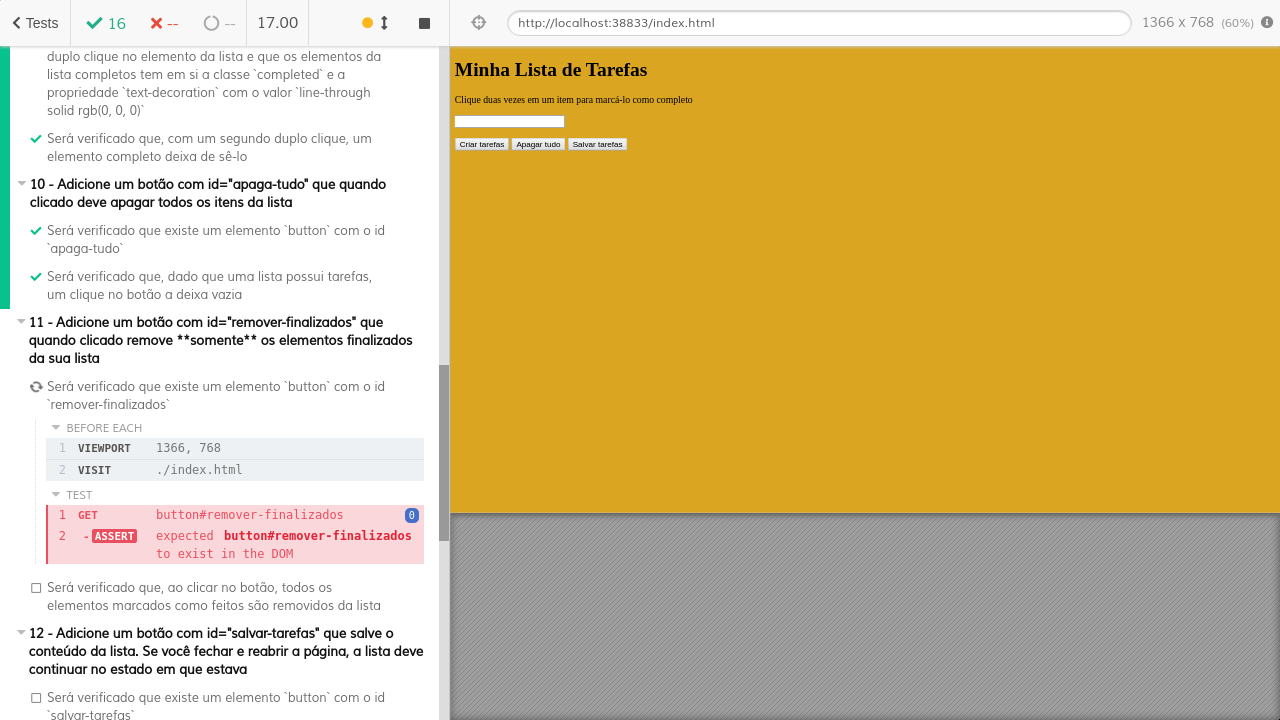 Tests
16
--
--
17.00
http://localhost:38833/index.html
1366 x 768 (60%)
duplo clique no elemento da lista e que os elementos da
lista completos tem em si a classe `completed` e a
propriedade `text-decoration` com o valor `line-through
solid rgb(0, 0, 0)`
Será verificado que, com um segundo duplo clique, um
elemento completo deixa de sê-lo
10 - Adicione um botão com id="apaga-tudo" que quando
clicado deve apagar todos os itens da lista
Será verificado que existe um elemento `button` com o id
`apaga-tudo`
Será verificado que, dado que uma lista possui tarefas,
um clique no botão a deixa vazia
11 - Adicione um botão com id="remover-finalizados" que
quando clicado remove **somente** os elementos finalizados
da sua lista
Será verificado que existe um elemento `button` com o id
`remover-finalizados`
BEFORE EACH
1 VIEWPORT 1366, 768
2 VISIT ./index.html
TEST
1 GET button#remover-finalizados 0
2 -ASSERT expected button#remover-finalizados
to exist in the DOM
Será verificado que, ao clicar no botão, todos os
elementos marcados como feitos são removidos da lista
12 - Adicione um botão com id="salvar-tarefas" que salve o
conteúdo da lista. Se você fechar e reabrir a página, a lista deve
continuar no estado em que estava
Será verificado que existe um elemento `button` com o id
`salvar-tarefas`
Minha Lista de Tarefas
Clique duas vezes em um item para marcá-lo como completo
Criar tarefas Apagar tudo Salvar tarefas